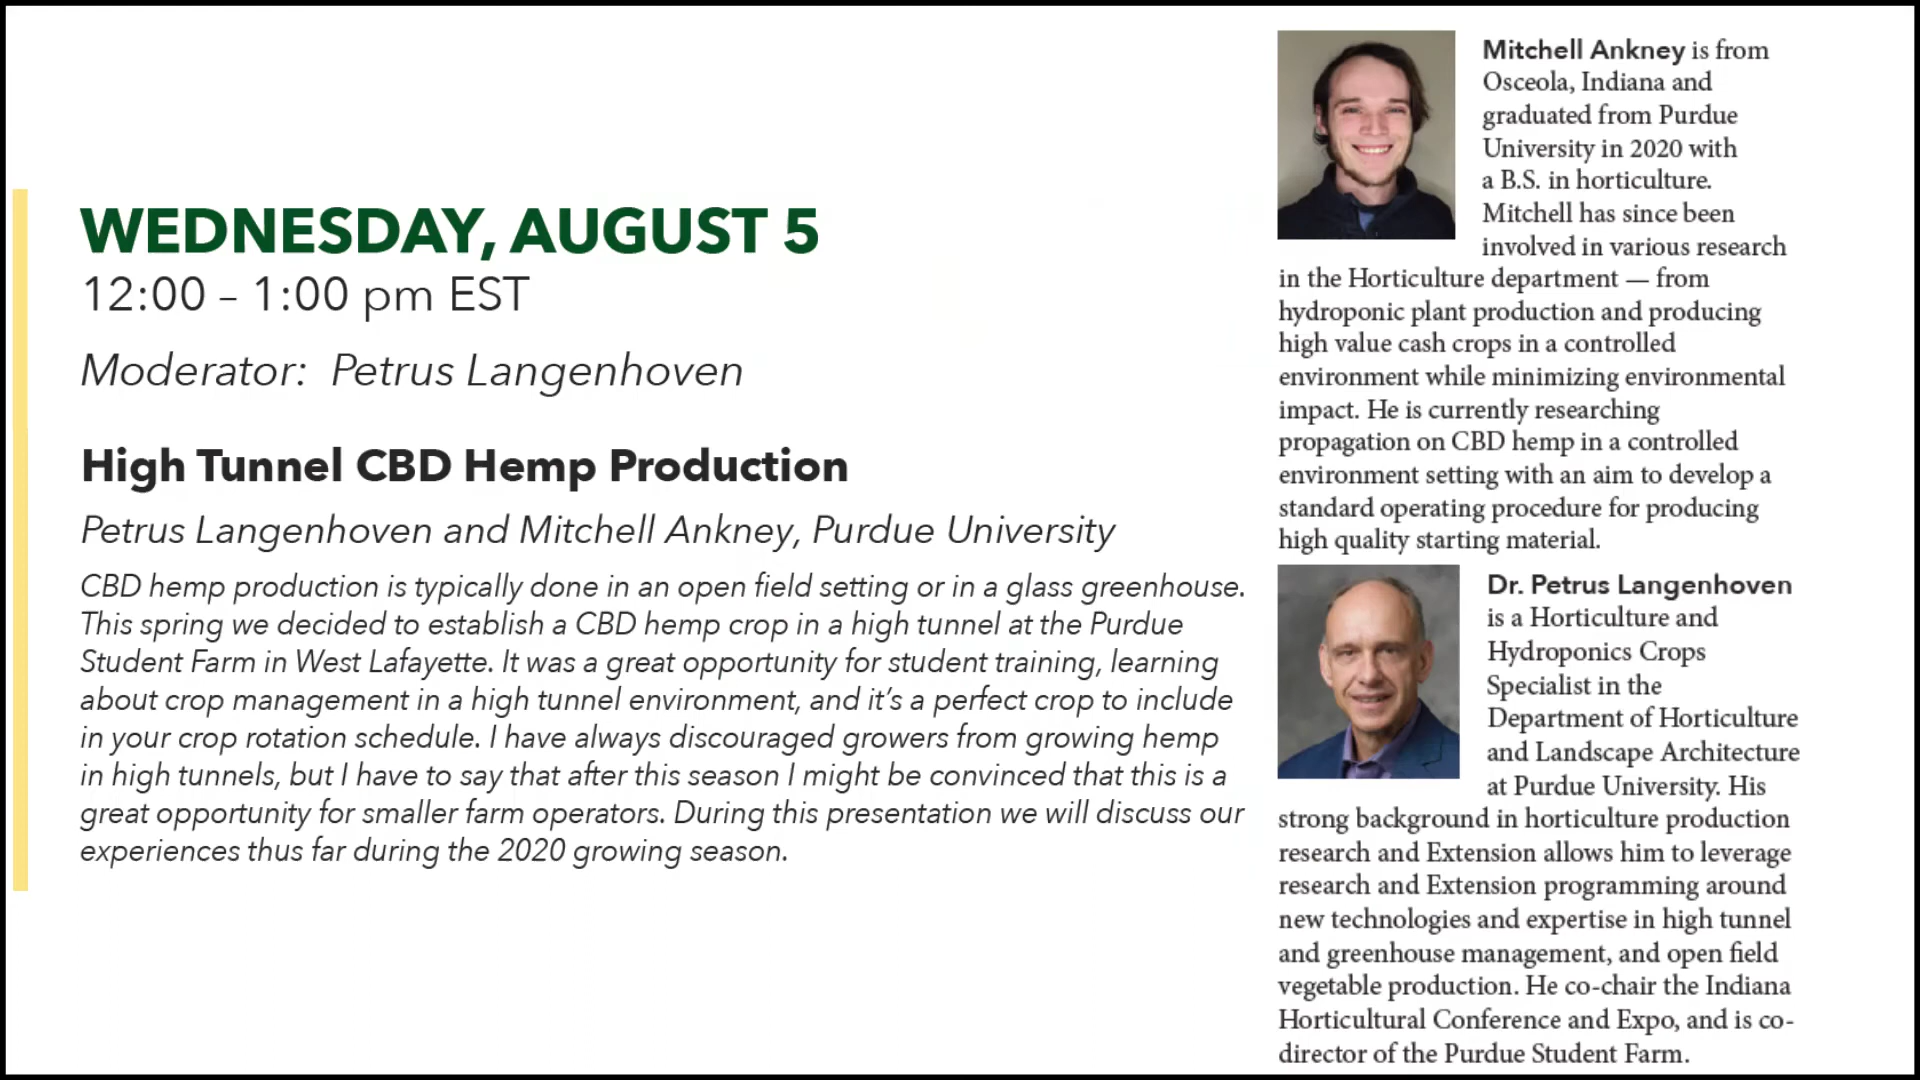 WEDNESDAY, AUGUST 5
12:00 – 1:00 pm EST
Moderator: Petrus Langenhoven
High Tunnel CBD Hemp Production
Petrus Langenhoven and Mitchell Ankney, Purdue University
CBD hemp production is typically done in an open field setting or in a glass greenhouse.
This spring we decided to establish a CBD hemp crop in a high tunnel at the Purdue
Student Farm in West Lafayette. It was a great opportunity for student training, learning
about crop management in a high tunnel environment, and it's a perfect crop to include
in your crop rotation schedule. I have always discouraged growers from growing hemp
in high tunnels, but I have to say that after this season I might be convinced that this is a
great opportunity for smaller farm operators. During this presentation we will discuss our
experiences thus far during the 2020 growing season.
Mitchell Ankney is from
Osceola, Indiana and
graduated from Purdue
University in 2020 with
a B.S. in horticulture.
Mitchell has since been
involved in various research
in the Horticulture department — from
hydroponic plant production and producing
high value cash crops in a controlled
environment while minimizing environmental
impact. He is currently researching
propagation on CBD hemp in a controlled
environment setting with an aim to develop a
standard operating procedure for producing
high quality starting material.
Dr. Petrus Langenhoven
is a Horticulture and
Hydroponics Crops
Specialist in the
Department of Horticulture
and Landscape Architecture
at Purdue University. His
strong background in horticulture production
research and Extension allows him to leverage
research and Extension programming around
new technologies and expertise in high tunnel
and greenhouse management, and open field
vegetable production. He co-chair the Indiana
Horticultural Conference and Expo, and is co-
director of the Purdue Student Farm.